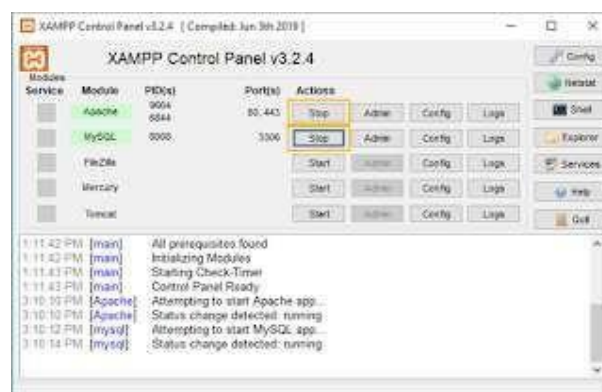 XAMPP Control Panel v3.2.4 [ Compiled: Jun 5th 2019 ]
XAMPP Control Panel v3.2.4
Config
Modules
Service Module PID(s) Port(s) Actions
Netstat
Apache 80, 443 Stop Admin Config Logs
Shell
MySQL 3306 Stop Admin Config Logs
Explorer
FileZilla Start Admin Config Logs
Services
Mercury Start Admin Config Logs
Help
Tomcat Start Admin Config Logs
Quit
1:11:42 PM [main] All prerequisites found
1:11:42 PM [main] Initializing Modules
1:11:43 PM [main] Starting Check-Timer
1:11:43 PM [main] Control Panel Ready
3:10:10 PM [Apache] Attempting to start Apache app...
3:10:10 PM [Apache] Status change detected: running
3:10:12 PM [mysql] Attempting to start MySQL app...
3:10:14 PM [mysql] Status change detected: running